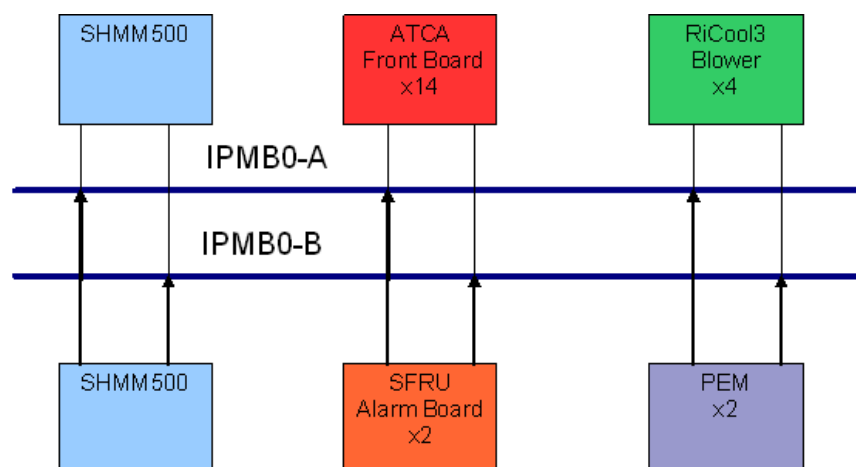 SHMM500
ATCA
Front Board
x14
RiCool3
Blower
x4
IPMB0-A
IPMB0-B
SHMM500
SFRU
Alarm Board
x2
PEM
x2